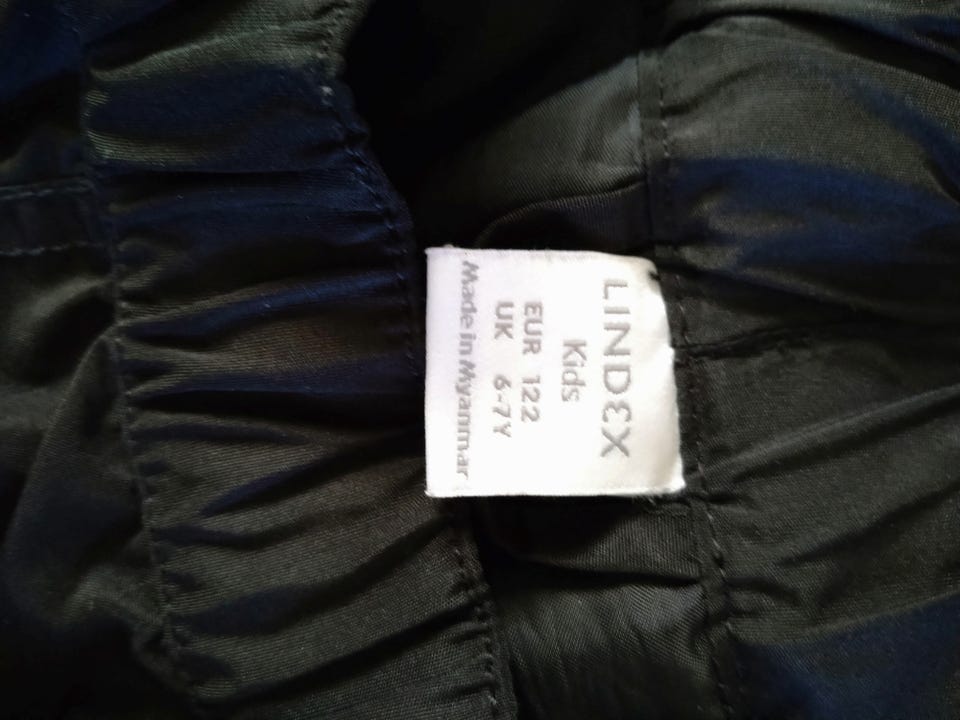 LINDEX
Kids
EUR 122
UK 6-7Y
Made in Myanmar